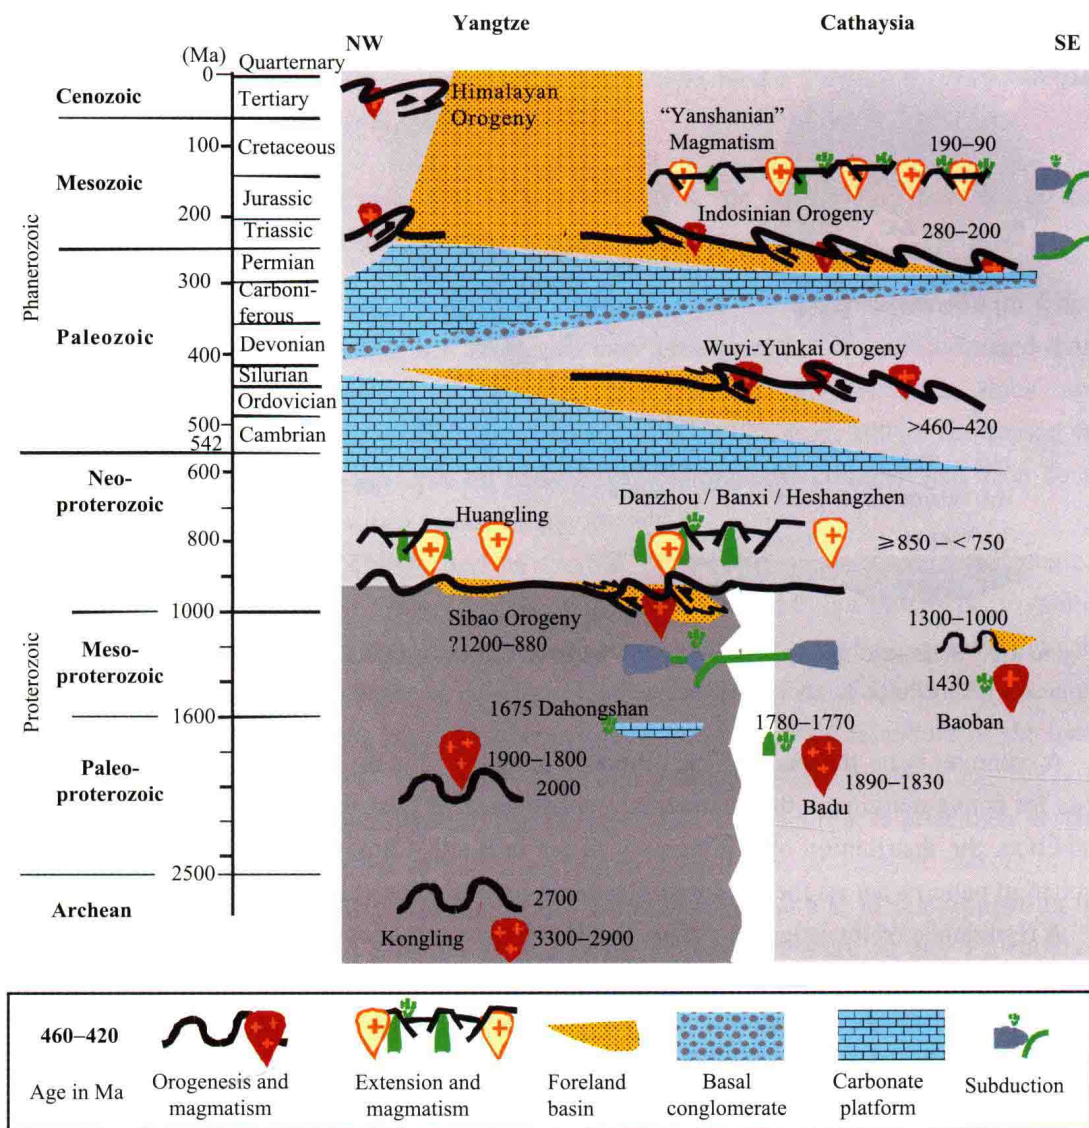 Yangtze
Cathaysia
NW
SE
(Ma)
Quarternary
0
Cenozoic
Tertiary
Himalayan
Orogeny
"Yanshanian"
Magmatism
190–90
100
Cretaceous
Mesozoic
Jurassic
200
Triassic
Indosinian Orogeny
280–200
Phanerozoic
Permian
300
Carboni-
ferous
Paleozoic
Devonian
400
Wuyi-Yunkai Orogeny
Silurian
Ordovician
500
>460–420
542
Cambrian
600
Neo-
proterozoic
Danzhou / Banxi / Heshangzhen
Huangling
800
≥850 – < 750
1000
Sibao Orogeny
?1200–880
1300–1000
Proterozoic
Meso-
proterozoic
1430
Baoban
1600
1675 Dahongshan
1780–1770
Paleo-
proterozoic
1900–1800
2000
1890–1830
Badu
2500
Archean
2700
Kongling
3300–2900
460–420
Age in Ma
Orogenesis and
magmatism
Extension and
magmatism
Foreland
basin
Basal
conglomerate
Carbonate
platform
Subduction